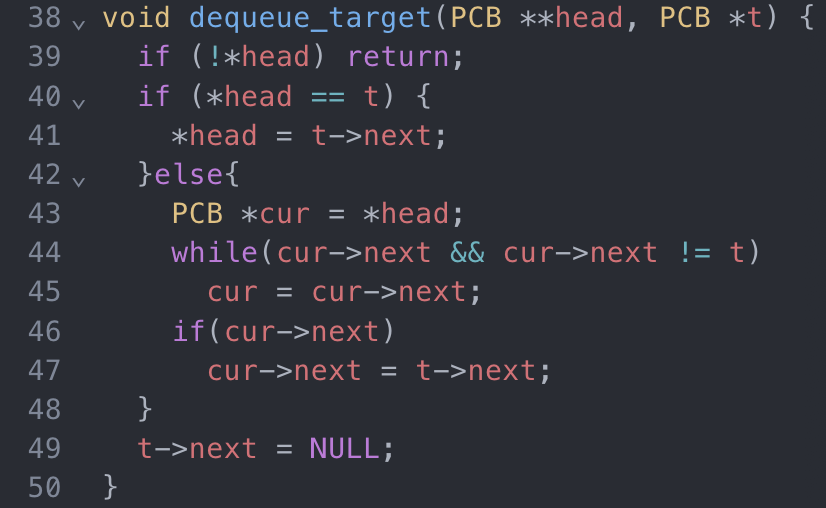 38 void dequeue_target(PCB **head, PCB *t) {
39   if (!*head) return;
40   if (*head == t) {
41     *head = t->next;
42   }else{
43     PCB *cur = *head;
44     while(cur->next && cur->next != t)
45       cur = cur->next;
46     if(cur->next)
47       cur->next = t->next;
48   }
49   t->next = NULL;
50 }